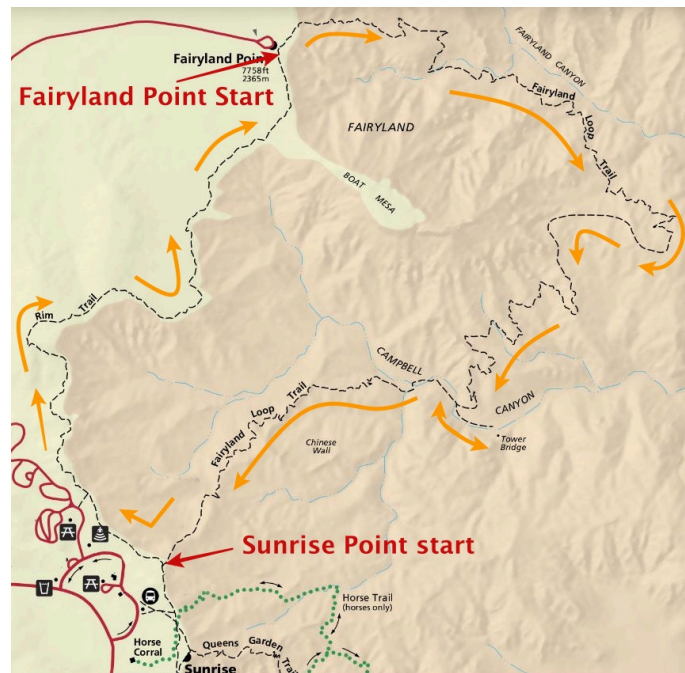 Fairyland Point
7758ft
2365m
Fairyland Point Start
FAIRYLAND CANYON
Fairyland
Loop
Trail
FAIRYLAND
BOAT MESA
Rim Trail
CAMPBELL
CANYON
Fairyland Loop Trail
Chinese
Wall
Tower
Bridge
Sunrise Point start
Horse Trail
(horses only)
Horse
Corral
Queens Garden
Trail
Sunrise